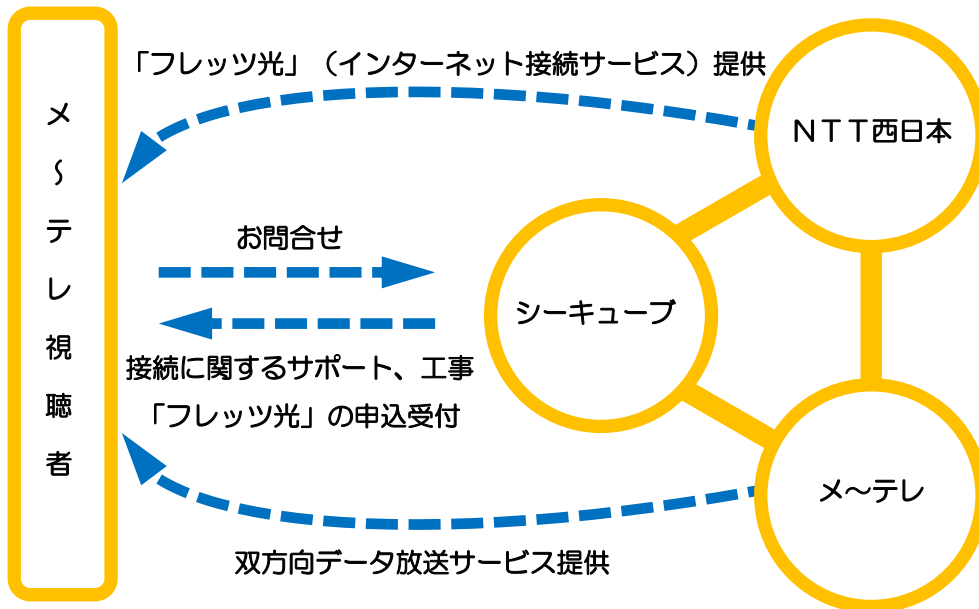 メ〜テレ視聴者
「フレッツ光」（インターネット接続サービス）提供
ＮＴＴ西日本
お問合せ
シーキューブ
接続に関するサポート、工事
「フレッツ光」の申込受付
メ〜テレ
双方向データ放送サービス提供